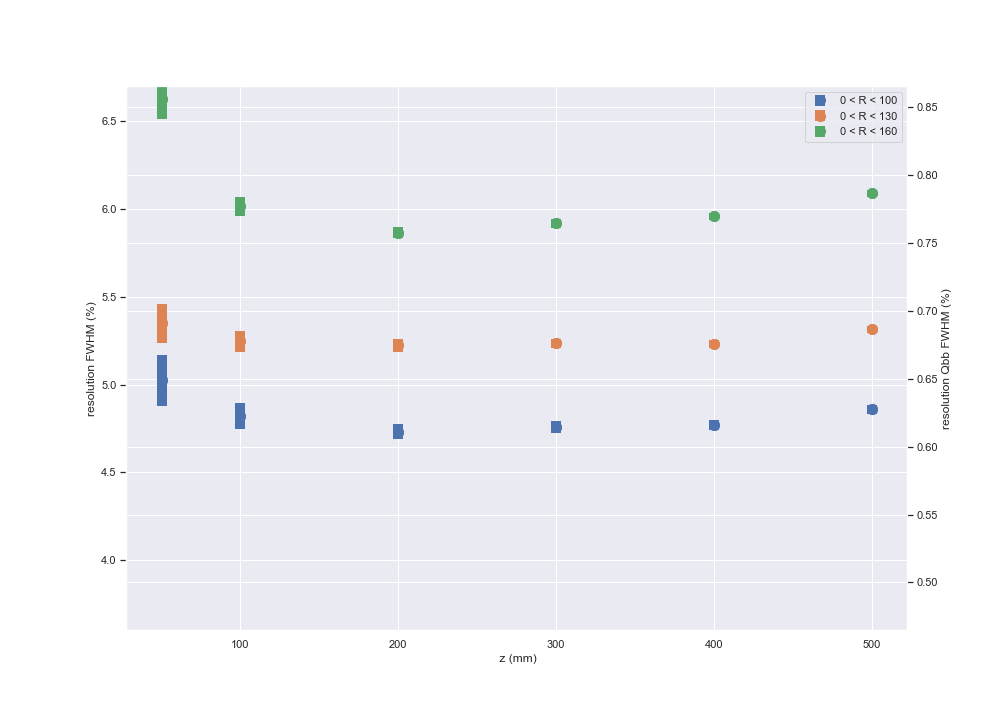 0 < R < 100
0 < R < 130
0 < R < 160
resolution FWHM (%)
6.5
6.0
5.5
5.0
4.5
4.0
resolution Qbb FWHM (%)
0.85
0.80
0.75
0.70
0.65
0.60
0.55
0.50
100 200 300 400 500
z (mm)